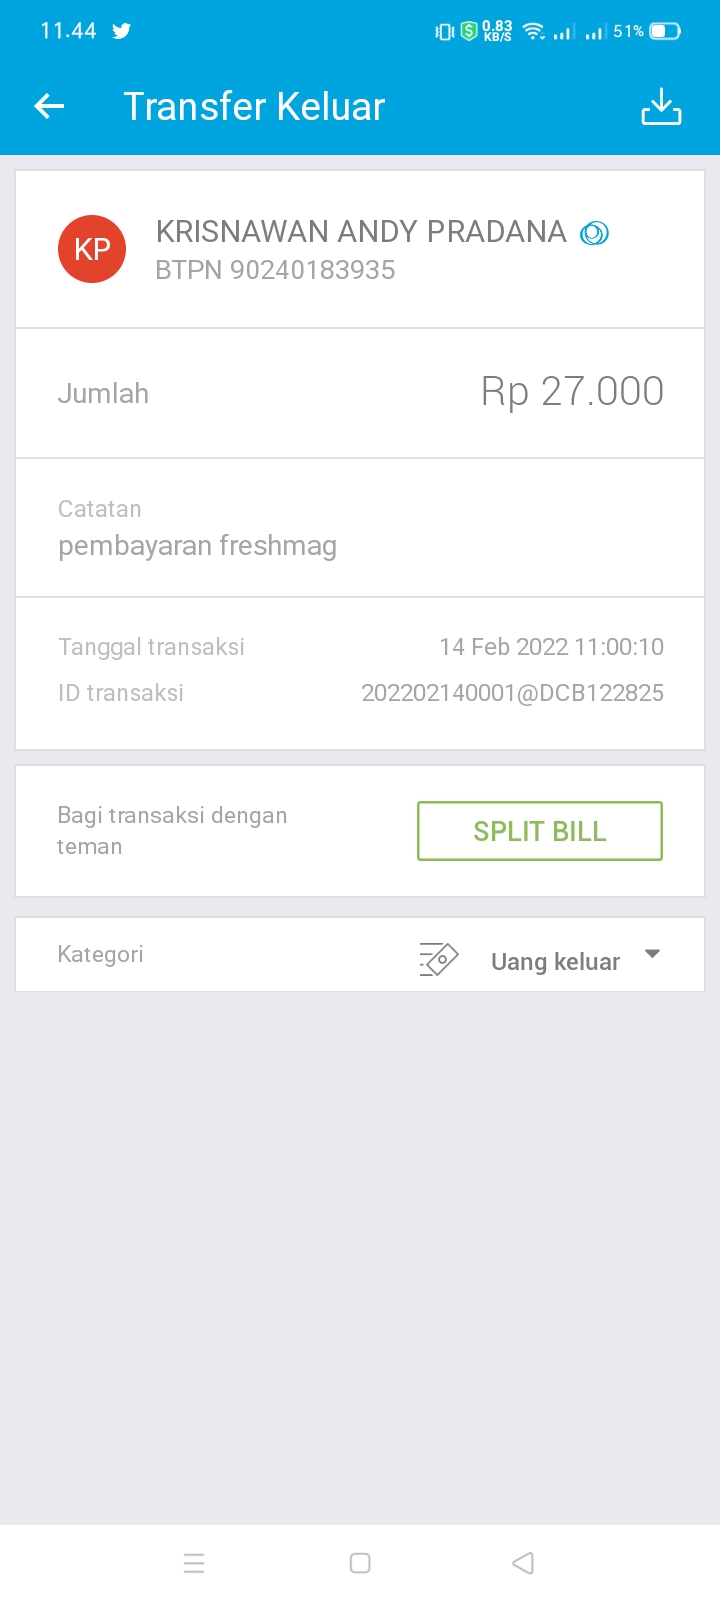 11.44
0.83 KB/S
51%
Transfer Keluar
KP
KRISNAWAN ANDY PRADANA
BTPN 90240183935
Jumlah
Rp 27.000
Catatan
pembayaran freshmag
Tanggal transaksi
14 Feb 2022 11:00:10
ID transaksi
202202140001@DCB122825
Bagi transaksi dengan
teman
SPLIT BILL
Kategori
Uang keluar